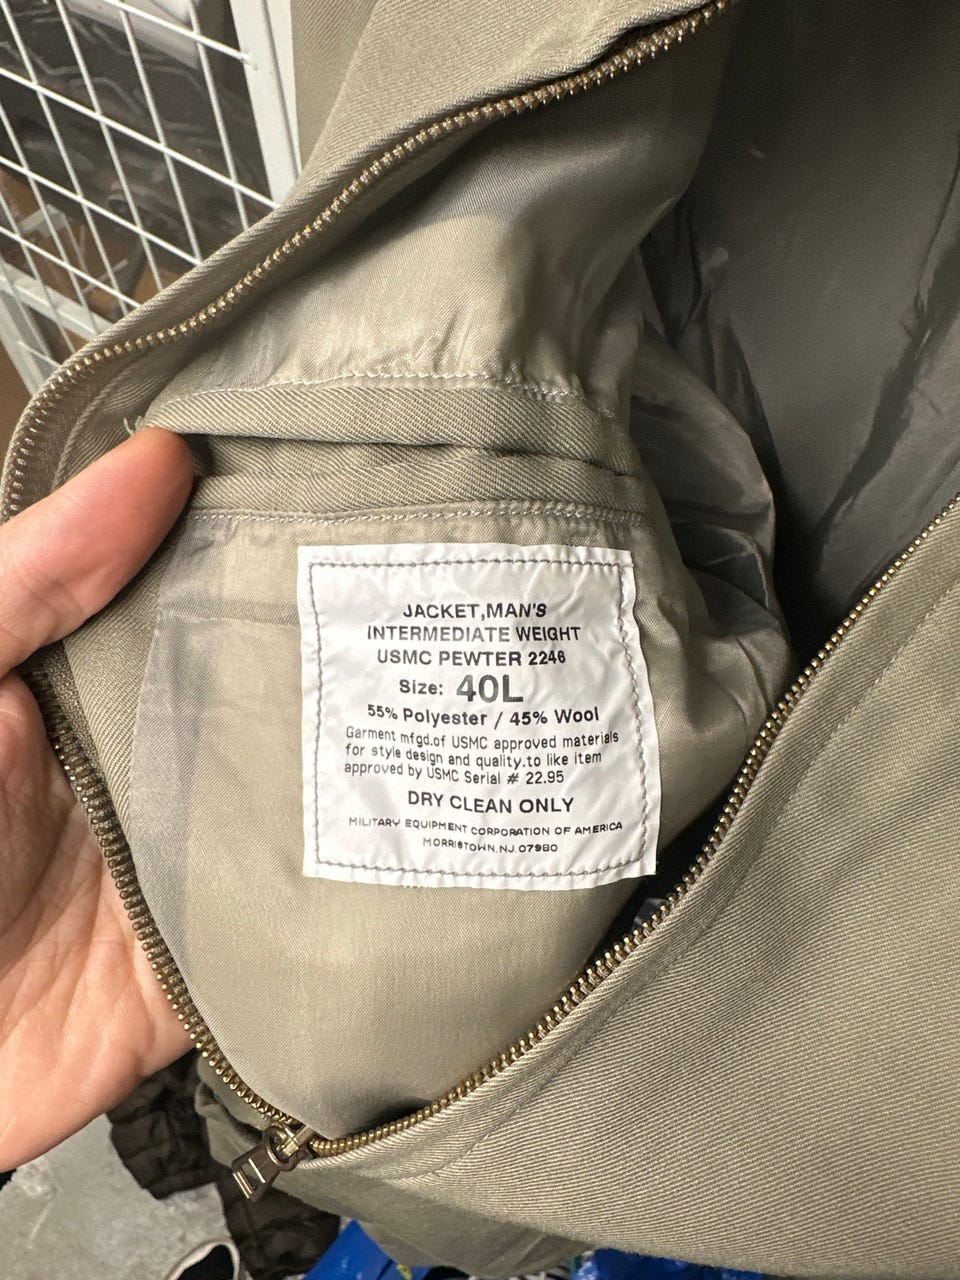 JACKET,MAN'S
INTERMEDIATE WEIGHT
USMC PEWTER 2246
Size: 40L
55% Polyester / 45% Wool
Garment mfgd.of USMC approved materials
for style design and quality.to like item
approved by USMC Serial # 22.95
DRY CLEAN ONLY
MILITARY EQUIPMENT CORPORATION OF AMERICA
MORRISTOWN.NJ.07980